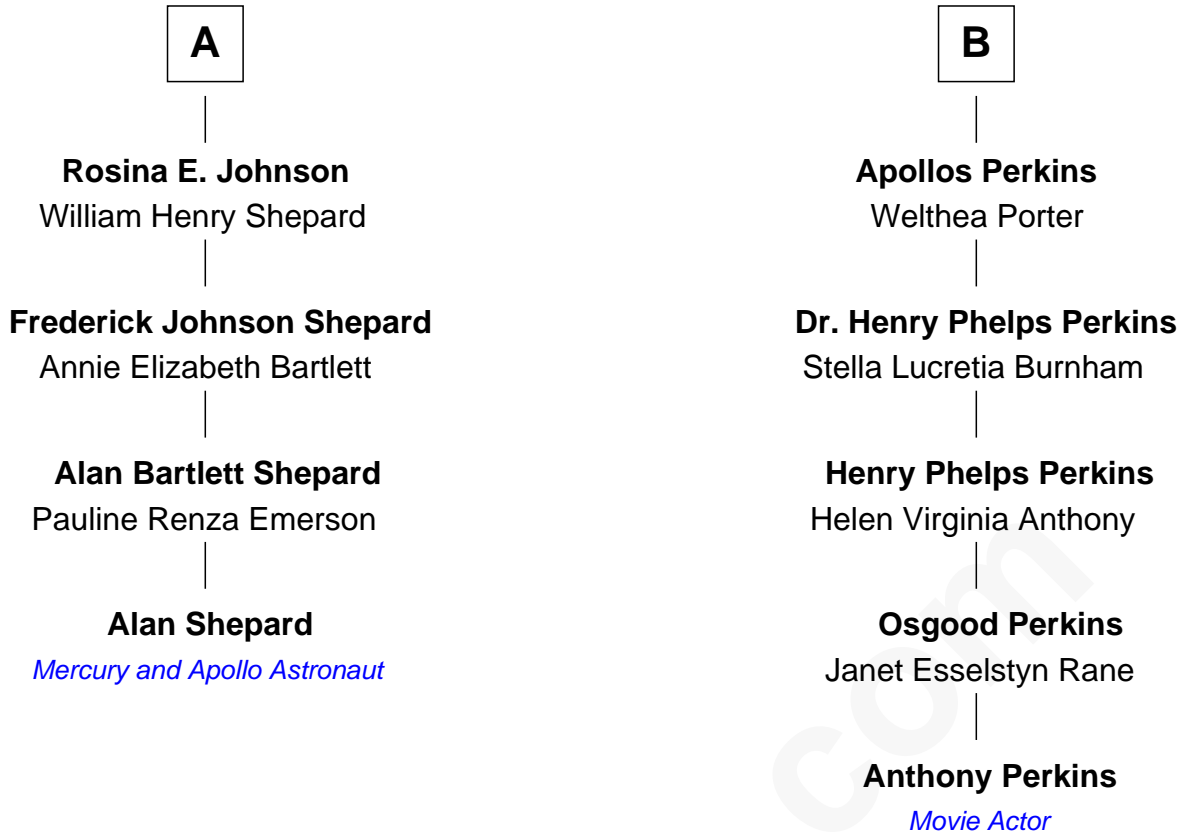 A
Rosina E. Johnson
William Henry Shepard
Frederick Johnson Shepard
Annie Elizabeth Bartlett
Alan Bartlett Shepard
Pauline Renza Emerson
Alan Shepard
Mercury and Apollo Astronaut
B
Apollos Perkins
Welthea Porter
Dr. Henry Phelps Perkins
Stella Lucretia Burnham
Henry Phelps Perkins
Helen Virginia Anthony
Osgood Perkins
Janet Esselstyn Rane
Anthony Perkins
Movie Actor
com